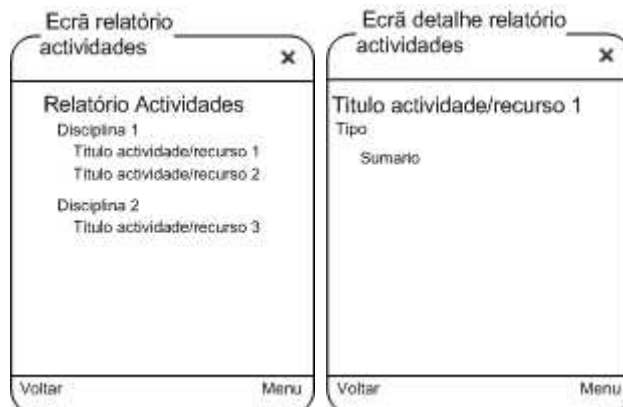 Ecrã relatório
actividades
×
Relatório Actividades
Disciplina 1
Titulo actividade/recurso 1
Titulo actividade/recurso 2
Disciplina 2
Titulo actividade/recurso 3
Voltar
Menu
Ecrã detalhe relatório
actividades
×
Titulo actividade/recurso 1
Tipo
Sumario
Voltar
Menu